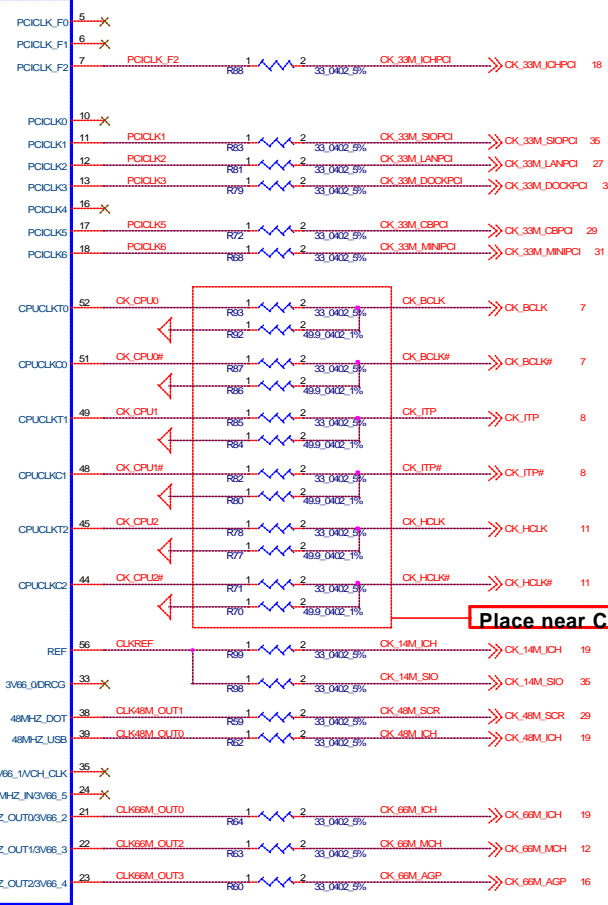 PCICLK_F0 5
PCICLK_F1 6
PCICLK_F2 7 PCICLK_F2 R88 1 2 33_0402_5% CK_33M_ICHPCI CK_33M_ICHPCI 18
PCICLK0 10
PCICLK1 11 PCICLK1 R83 1 2 33_0402_5% CK_33M_SIOPCI CK_33M_SIOPCI 35
PCICLK2 12 PCICLK2 R81 1 2 33_0402_5% CK_33M_LANPCI CK_33M_LANPCI 27
PCICLK3 13 PCICLK3 R79 1 2 33_0402_5% CK_33M_DOCKPCI CK_33M_DOCKPCI 3
PCICLK4 16
PCICLK5 17 PCICLK5 R72 1 2 33_0402_5% CK_33M_CBPCI CK_33M_CBPCI 29
PCICLK6 18 PCICLK6 R68 1 2 33_0402_5% CK_33M_MINIPCI CK_33M_MINIPCI 31
CPUCLKT0 52 CK_CPU0 R93 1 2 33_0402_5% CK_BCLK CK_BCLK 7
R92 1 2 49.9_0402_1%
CPUCLKC0 51 CK_CPU0# R87 1 2 33_0402_5% CK_BCLK# CK_BCLK# 7
R86 1 2 49.9_0402_1%
CPUCLKT1 49 CK_CPU1 R85 1 2 33_0402_5% CK_ITP CK_ITP 8
R84 1 2 49.9_0402_1%
CPUCLKC1 48 CK_CPU1# R82 1 2 33_0402_5% CK_ITP# CK_ITP# 8
R80 1 2 49.9_0402_1%
CPUCLKT2 45 CK_CPU2 R78 1 2 33_0402_5% CK_HCLK CK_HCLK 11
R77 1 2 49.9_0402_1%
CPUCLKC2 44 CK_CPU2# R71 1 2 33_0402_5% CK_HCLK# CK_HCLK# 11
R70 1 2 49.9_0402_1%
Place near C
REF 56 CLKREF R99 1 2 33_0402_5% CK_14M_ICH CK_14M_ICH 19
3V66_0/DRCG 33
R98 1 2 33_0402_5% CK_14M_SIO CK_14M_SIO 35
48MHZ_DOT 38 CLK48M_OUT1 R59 1 2 33_0402_5% CK_48M_SCR CK_48M_SCR 29
48MHZ_USB 39 CLK48M_OUT0 R62 1 2 33_0402_5% CK_48M_ICH CK_48M_ICH 19
V66_1/VCH_CLK 35
MHZ_IN/3V66_5 24
Z_OUT0/3V66_2 21 CLK66M_OUT0 R64 1 2 33_0402_5% CK_66M_ICH CK_66M_ICH 19
Z_OUT1/3V66_3 22 CLK66M_OUT2 R63 1 2 33_0402_5% CK_66M_MCH CK_66M_MCH 12
Z_OUT2/3V66_4 23 CLK66M_OUT3 R60 1 2 33_0402_5% CK_66M_AGP CK_66M_AGP 16